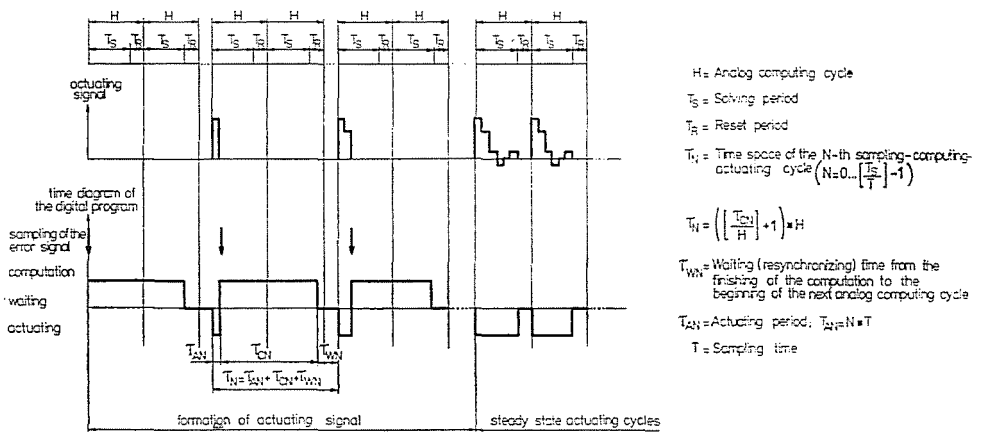 H H H H H H H H
T_S T_R T_S T_R T_S T_R T_S T_R T_S T_R T_S T_R T_S T_R T_S T_R
actuating
signal
time diagram of
the digital program
sampling of the
error signal
computation
waiting
actuating
T_AN T_CN T_WN
T_N=T_AN+T_CN+T_WN
formation of actuating signal
steady state actuating cycles
H= Analog computing cycle
T_S = Solving period
T_R = Reset period
T_N = Time space of the N-th sampling-computing-
actuating cycle (N=0...[T_S/T]-1)
T_N = ([T_CN/H]+1)*H
T_WN= Waiting (resynchronizing) time from the
finishing of the computation to the
beginning of the next analog computing cycle
T_AN=Actuating period; T_AN=N*T
T = Sampling time